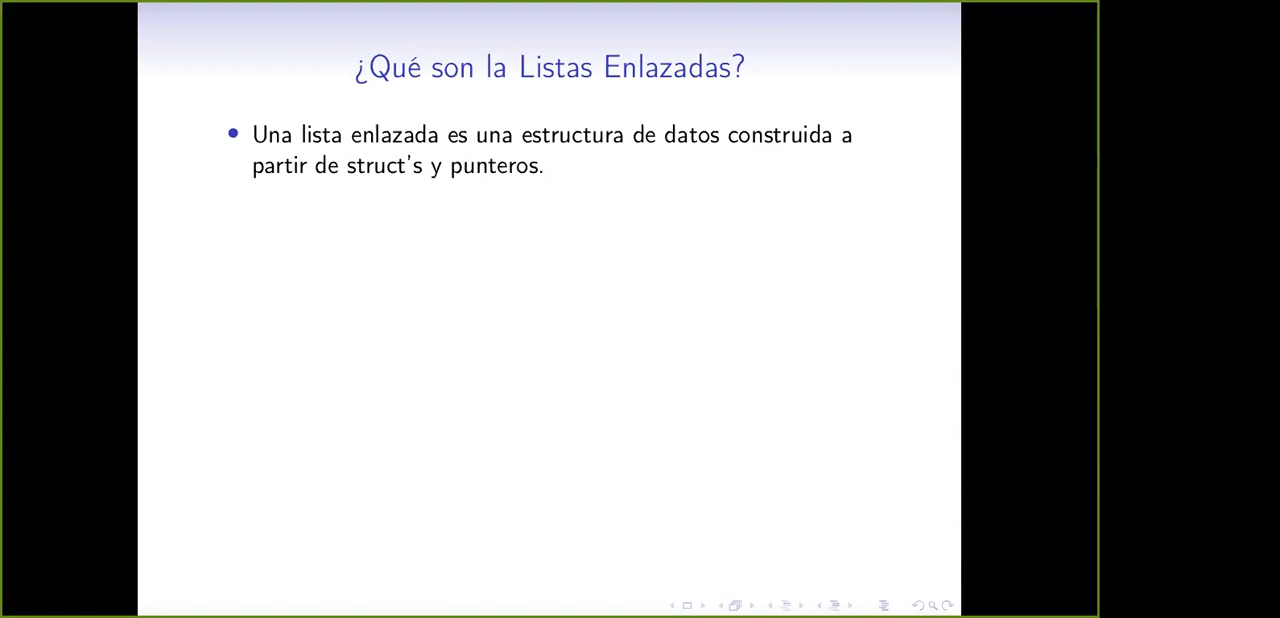 ¿Qué son la Listas Enlazadas?
Una lista enlazada es una estructura de datos construida a
partir de struct's y punteros.